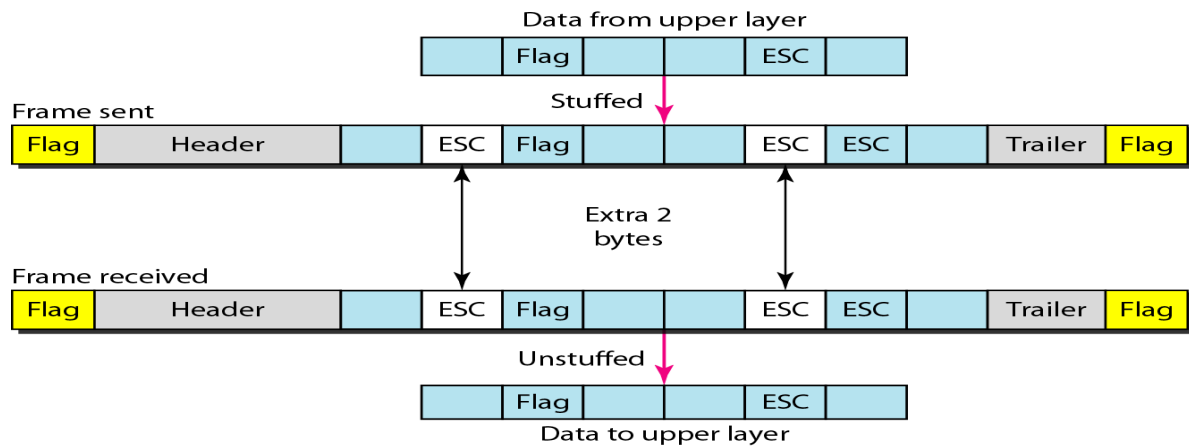 Data from upper layer
Flag ESC
Stuffed
Frame sent
Flag Header ESC Flag ESC ESC Trailer Flag
Extra 2
bytes
Frame received
Flag Header ESC Flag ESC ESC Trailer Flag
Unstuffed
Flag ESC
Data to upper layer